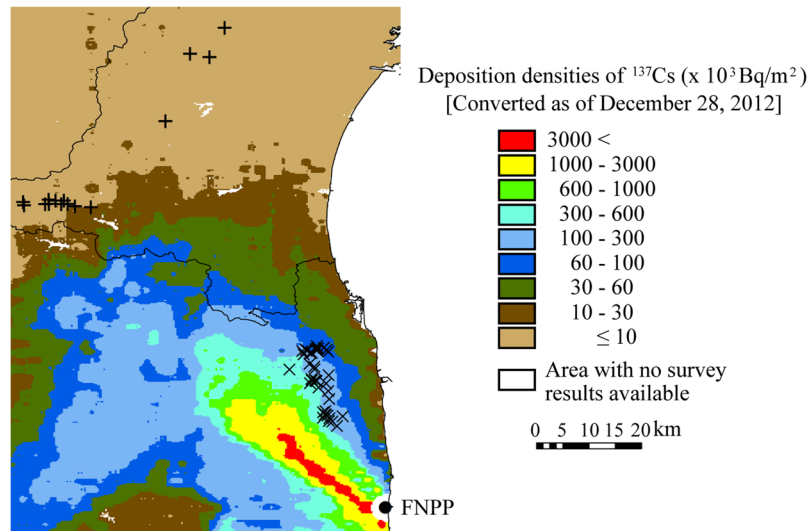 Deposition densities of ¹³⁷Cs (x 10³Bq/m²)
[Converted as of December 28, 2012]
3000 <
1000 - 3000
600 - 1000
300 - 600
100 - 300
60 - 100
30 - 60
10 - 30
≤ 10
Area with no survey
results available
0 5 10 15 20 km
FNPP